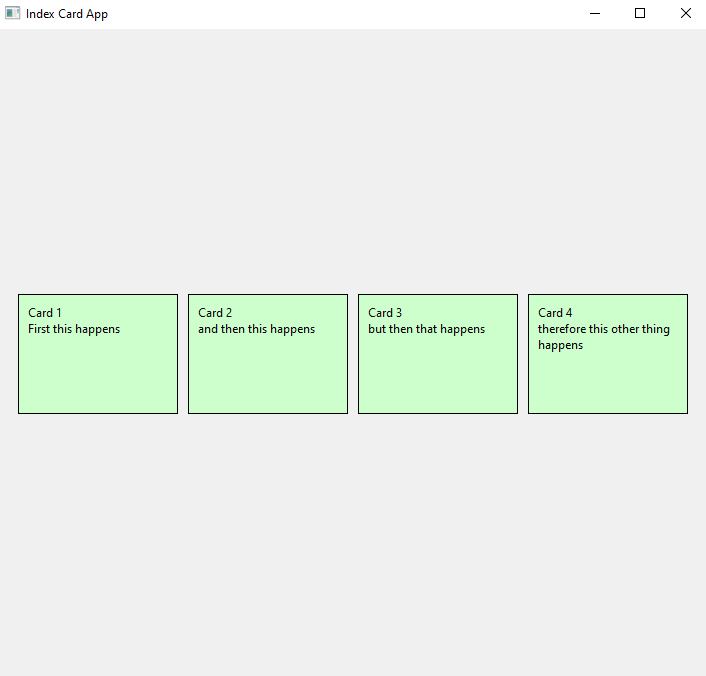 Index Card App
Card 1
First this happens
Card 2
and then this happens
Card 3
but then that happens
Card 4
therefore this other thing
happens